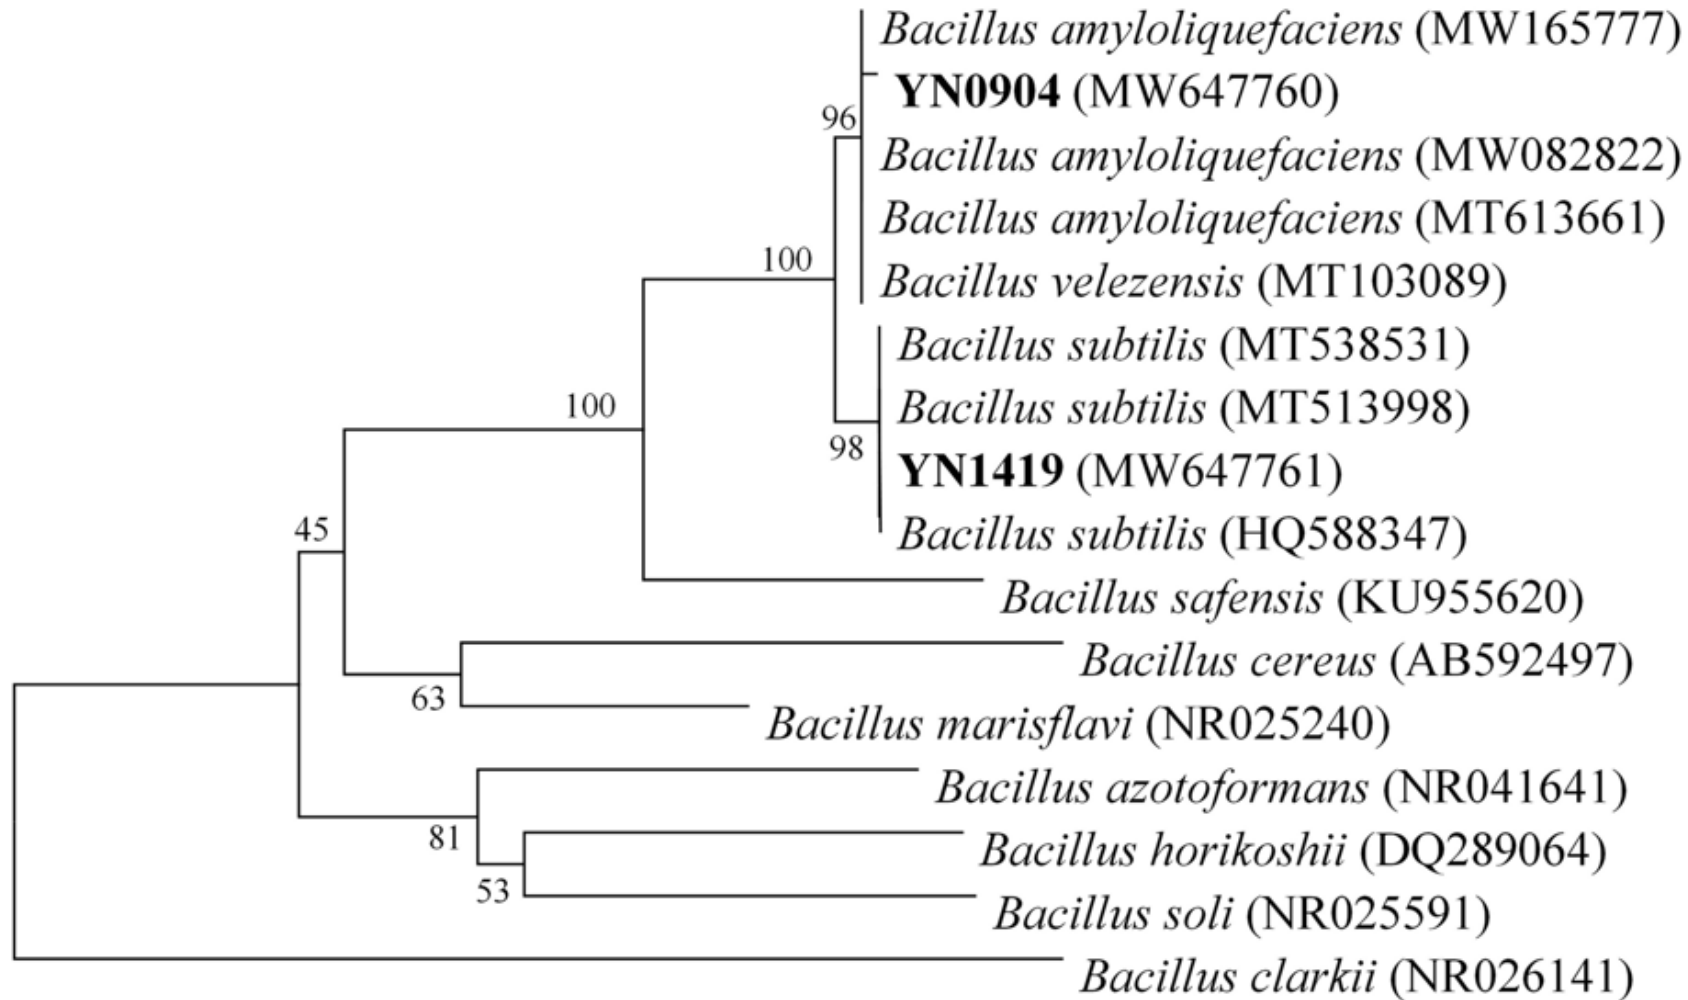 Bacillus amyloliquefaciens (MW165777)
YN0904 (MW647760)
96
Bacillus amyloliquefaciens (MW082822)
Bacillus amyloliquefaciens (MT613661)
100
Bacillus velezensis (MT103089)
Bacillus subtilis (MT538531)
100
Bacillus subtilis (MT513998)
98
YN1419 (MW647761)
45
Bacillus subtilis (HQ588347)
Bacillus safensis (KU955620)
Bacillus cereus (AB592497)
63
Bacillus marisflavi (NR025240)
Bacillus azotoformans (NR041641)
81
Bacillus horikoshii (DQ289064)
53
Bacillus soli (NR025591)
Bacillus clarkii (NR026141)